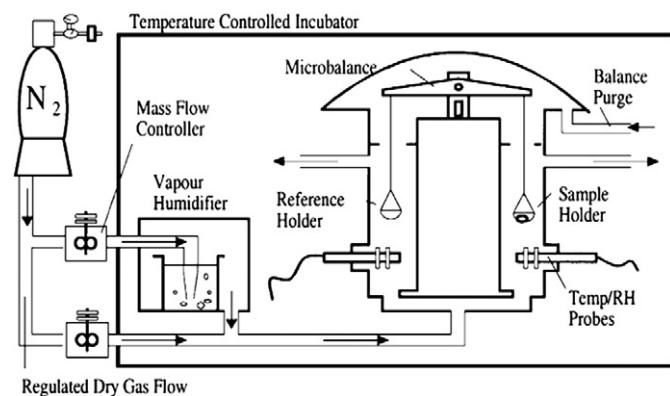 Temperature Controlled Incubator
N₂
Mass Flow
Controller
Microbalance
Balance
Purge
Vapour
Humidifier
Reference
Holder
Sample
Holder
Temp/RH
Probes
Regulated Dry Gas Flow